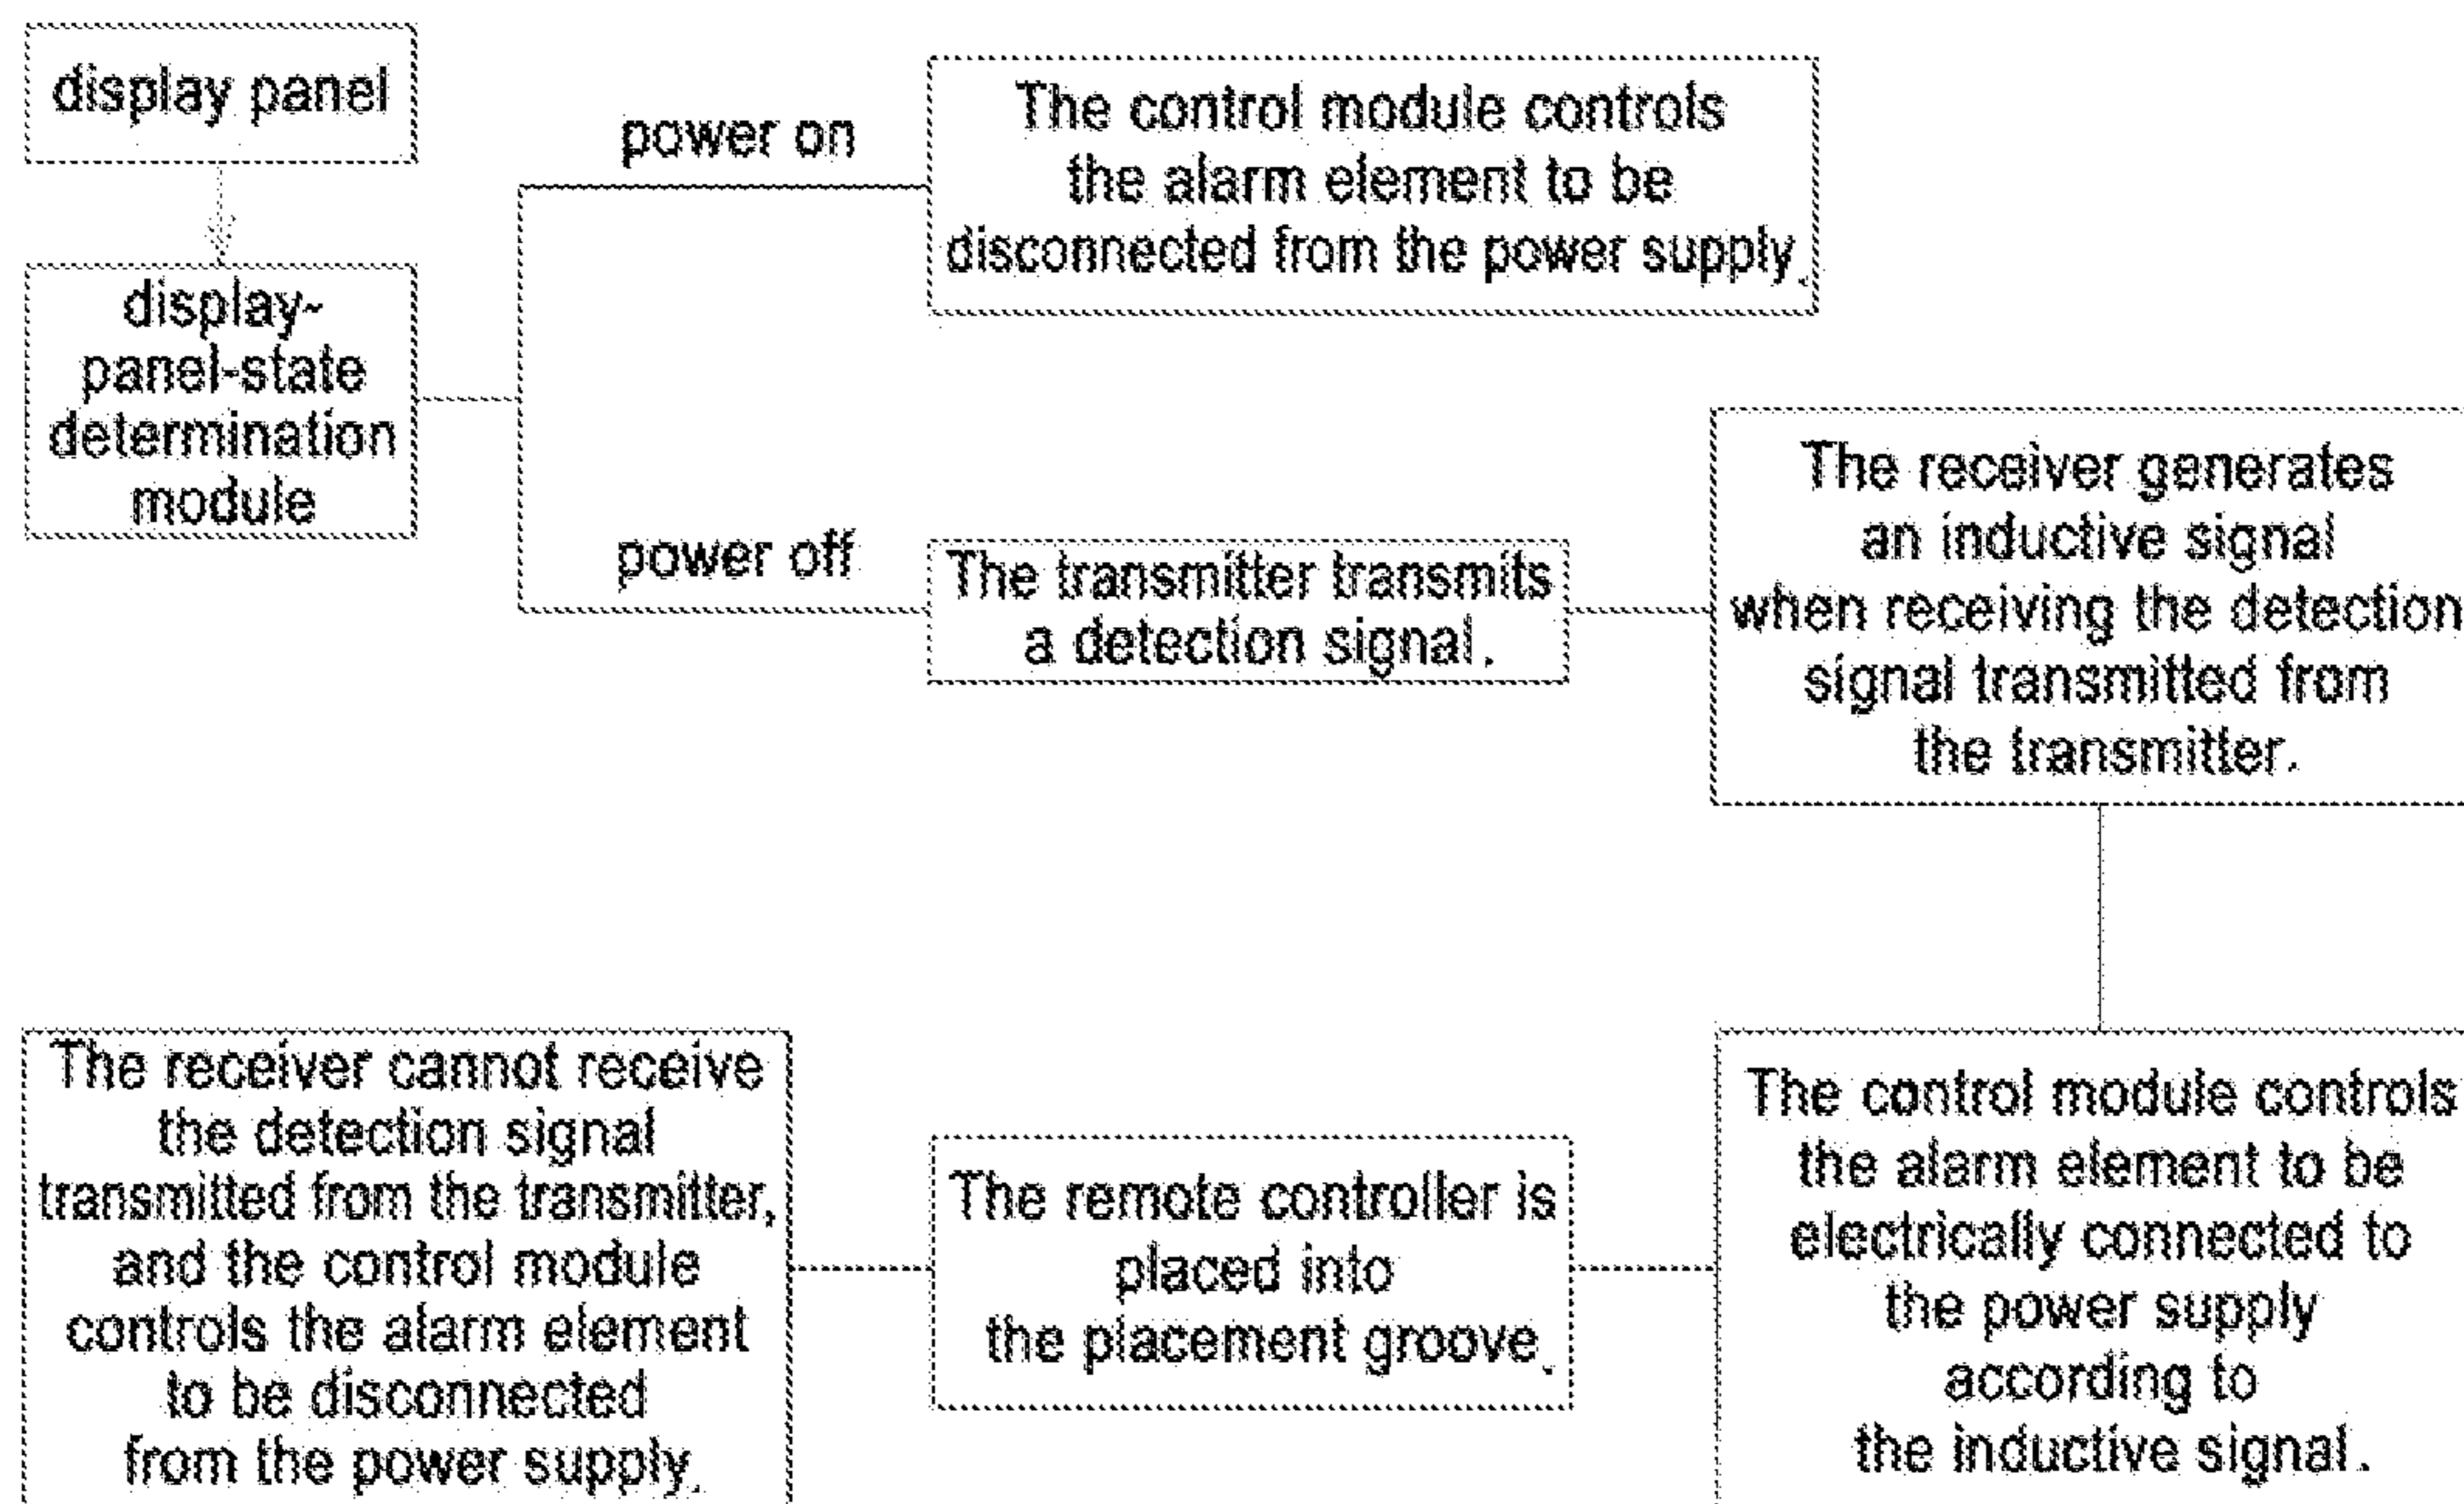 display panel
display-
panel-state
determination
module
power on
The control module controls
the alarm element to be
disconnected from the power supply.
power off
The transmitter transmits
a detection signal.
The receiver generates
an inductive signal
when receiving the detection
signal transmitted from
the transmitter.
The control module controls
the alarm element to be
electrically connected to
the power supply
according to
the inductive signal.
The remote controller is
placed into
the placement groove.
The receiver cannot receive
the detection signal
transmitted from the transmitter,
and the control module
controls the alarm element
to be disconnected
from the power supply.